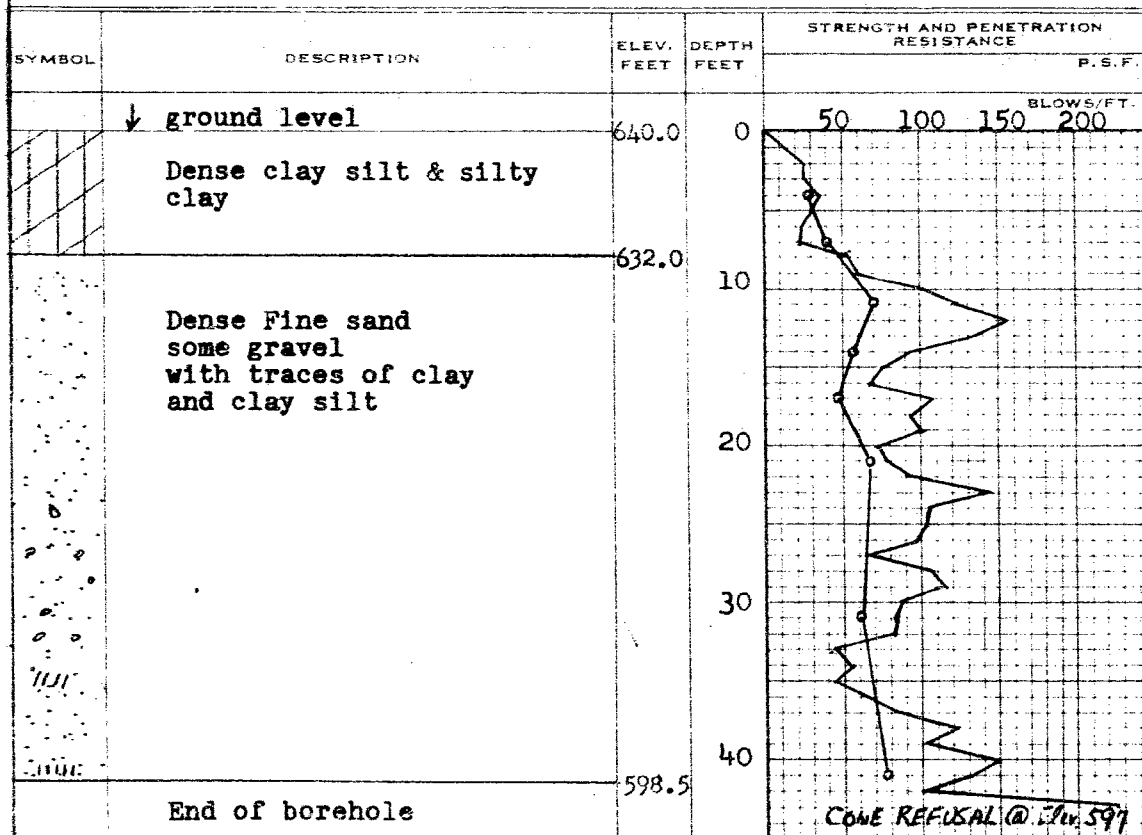 SYMBOL
DESCRIPTION
ELEV. FEET
DEPTH FEET
STRENGTH AND PENETRATION
RESISTANCE
P.S.F.
BLOWS/FT.
50 100 150 200
↓ ground level
640.0
0
Dense clay silt & silty
clay
632.0
10
Dense Fine sand
some gravel
with traces of clay
and clay silt
20
30
40
598.5
End of borehole
CONE REFUSAL @ 597